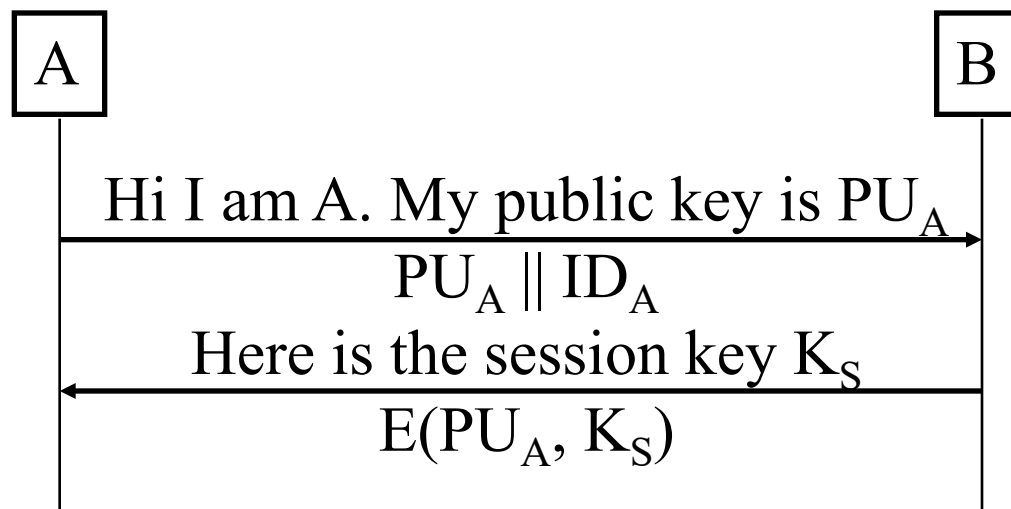 A
B
Hi I am A. My public key is PU_A
PU_A || ID_A
Here is the session key K_S
E(PU_A, K_S)